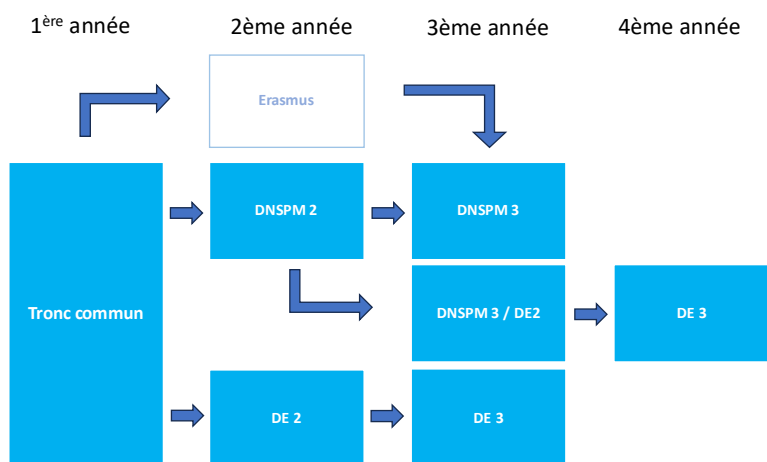 1ère année
2ème année
3ème année
4ème année
Erasmus
DNSPM 2
DNSPM 3
Tronc commun
DNSPM 3 / DE2
DE 3
DE 2
DE 3